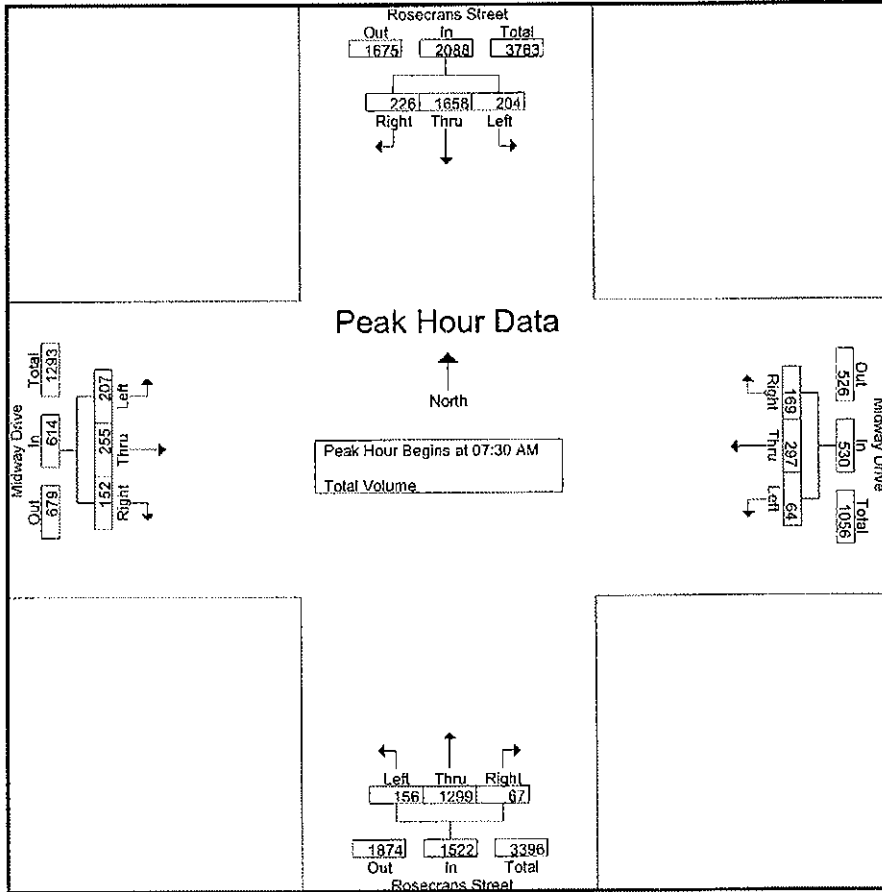 Rosecrans Street
Out In Total
1675 2088 3763
226 1658 204
Right Thru Left
Peak Hour Data
North
Peak Hour Begins at 07:30 AM
Total Volume
Midway Drive
Total In Out
1293 614 679
207 255 152
Left Thru Right
Midway Drive
Out In Total
526 530 1056
169 297 64
Right Thru Left
Left Thru Right
156 1299 67
1874 1522 3396
Out In Total
Rosecrans Street